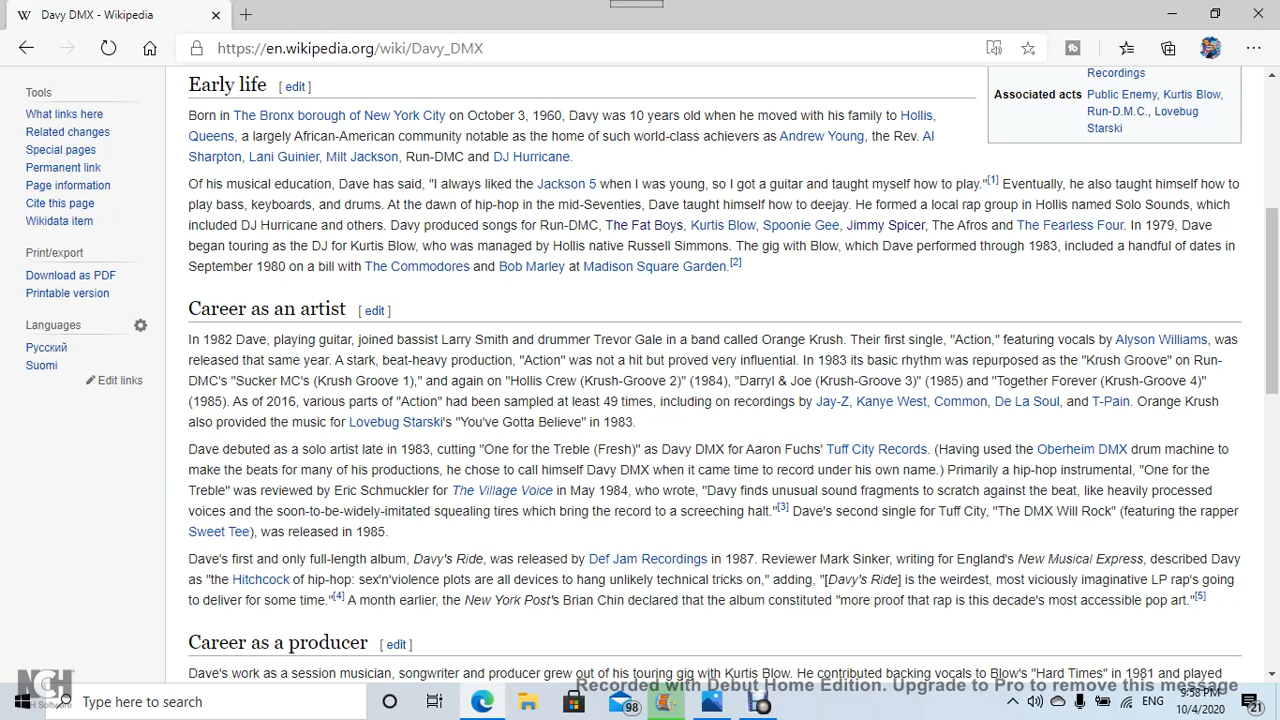 Davy DMX - Wikipedia
https://en.wikipedia.org/wiki/Davy_DMX
Tools
What links here
Related changes
Special pages
Permanent link
Page information
Cite this page
Wikidata item
Print/export
Download as PDF
Printable version
Languages
Русский
Suomi
Edit links
Recordings
Associated acts Public Enemy, Kurtis Blow,
Run-D.M.C., Lovebug
Starski
Early life [ edit ]
Born in The Bronx borough of New York City on October 3, 1960, Davy was 10 years old when he moved with his family to Hollis,
Queens, a largely African-American community notable as the home of such world-class achievers as Andrew Young, the Rev. Al
Sharpton, Lani Guinier, Milt Jackson, Run-DMC and DJ Hurricane.
Of his musical education, Dave has said, "I always liked the Jackson 5 when I was young, so I got a guitar and taught myself how to play."[1] Eventually, he also taught himself how to
play bass, keyboards, and drums. At the dawn of hip-hop in the mid-Seventies, Dave taught himself how to deejay. He formed a local rap group in Hollis named Solo Sounds, which
included DJ Hurricane and others. Davy produced songs for Run-DMC, The Fat Boys, Kurtis Blow, Spoonie Gee, Jimmy Spicer, The Afros and The Fearless Four. In 1979, Dave
began touring as the DJ for Kurtis Blow, who was managed by Hollis native Russell Simmons. The gig with Blow, which Dave performed through 1983, included a handful of dates in
September 1980 on a bill with The Commodores and Bob Marley at Madison Square Garden.[2]
Career as an artist [ edit ]
In 1982 Dave, playing guitar, joined bassist Larry Smith and drummer Trevor Gale in a band called Orange Krush. Their first single, "Action," featuring vocals by Alyson Williams, was
released that same year. A stark, beat-heavy production, "Action" was not a hit but proved very influential. In 1983 its basic rhythm was repurposed as the "Krush Groove" on Run-
DMC's "Sucker MC's (Krush Groove 1)," and again on "Hollis Crew (Krush-Groove 2)" (1984), "Darryl & Joe (Krush-Groove 3)" (1985) and "Together Forever (Krush-Groove 4)"
(1985). As of 2016, various parts of "Action" had been sampled at least 49 times, including on recordings by Jay-Z, Kanye West, Common, De La Soul, and T-Pain. Orange Krush
also provided the music for Lovebug Starski's "You've Gotta Believe" in 1983.
Dave debuted as a solo artist late in 1983, cutting "One for the Treble (Fresh)" as Davy DMX for Aaron Fuchs' Tuff City Records. (Having used the Oberheim DMX drum machine to
make the beats for many of his productions, he chose to call himself Davy DMX when it came time to record under his own name.) Primarily a hip-hop instrumental, "One for the
Treble" was reviewed by Eric Schmuckler for The Village Voice in May 1984, who wrote, "Davy finds unusual sound fragments to scratch against the beat, like heavily processed
voices and the soon-to-be-widely-imitated squealing tires which bring the record to a screeching halt."[3] Dave's second single for Tuff City, "The DMX Will Rock" (featuring the rapper
Sweet Tee), was released in 1985.
Dave's first and only full-length album, Davy's Ride, was released by Def Jam Recordings in 1987. Reviewer Mark Sinker, writing for England's New Musical Express, described Davy
as "the Hitchcock of hip-hop: sex'n'violence plots are all devices to hang unlikely technical tricks on," adding, "[Davy's Ride] is the weirdest, most viciously imaginative LP rap's going
to deliver for some time."[4] A month earlier, the New York Post's Brian Chin declared that the album constituted "more proof that rap is this decade's most accessible pop art."[5]
Career as a producer [ edit ]
Dave's work as a session musician, songwriter and producer grew out of his touring gig with Kurtis Blow. He contributed backing vocals to Blow's "Hard Times" in 1981 and played
Recorded with Debut Home Edition. Upgrade to Pro to remove this message
NCH
NCH Software
Type here to search
98
ENG
9:58 PM
10/4/2020
21